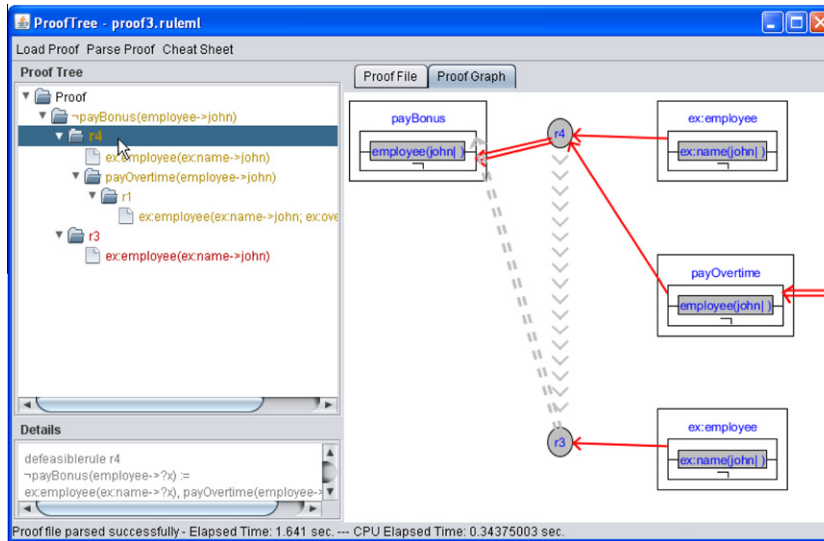 ProofTree - proof3.ruleml
Load Proof Parse Proof Cheat Sheet
Proof Tree
Proof
¬payBonus(employee->john)
r4
ex:employee(ex:name->john)
payOvertime(employee->john)
r1
ex:employee(ex:name->john; ex:ove
r3
ex:employee(ex:name->john)
Details
defeasiblerule r4
¬payBonus(employee->?x) :=
ex:employee(ex:name->?x), payOvertime(employee->
Proof File Proof Graph
payBonus
employee(john| )
¬
r4
ex:employee
ex:name(john| )
¬
payOvertime
employee(john| )
¬
r3
ex:employee
ex:name(john| )
¬
Proof file parsed successfully - Elapsed Time: 1.641 sec. --- CPU Elapsed Time: 0.34375003 sec.